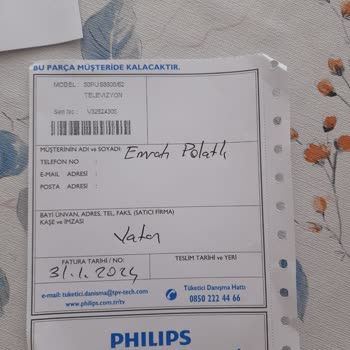 BU PARÇA MÜŞTERİDE KALACAKTIR.
MODEL : 50PUS8505/62
TELEVİZYON
Seri No :
MÜŞTERİNİN ADI ve SOYADI: Emrah Polatlı
TELEFON NO :
E-MAIL ADRESİ :
POSTA ADRESİ :
BAYİ ÜNVAN, ADRES, TEL, FAKS, (SATICI FİRMA)
KAŞE ve İMZASI
Vatan
FATURA TARİHİ / NO: TESLİM TARİHİ ve YERİ
31.1.2024
e-mail: tuketici.danisma@tpv-tech.com
www.philips.com.tr/tv
Tüketici Danışma Hattı
0850 222 44 66
PHILIPS